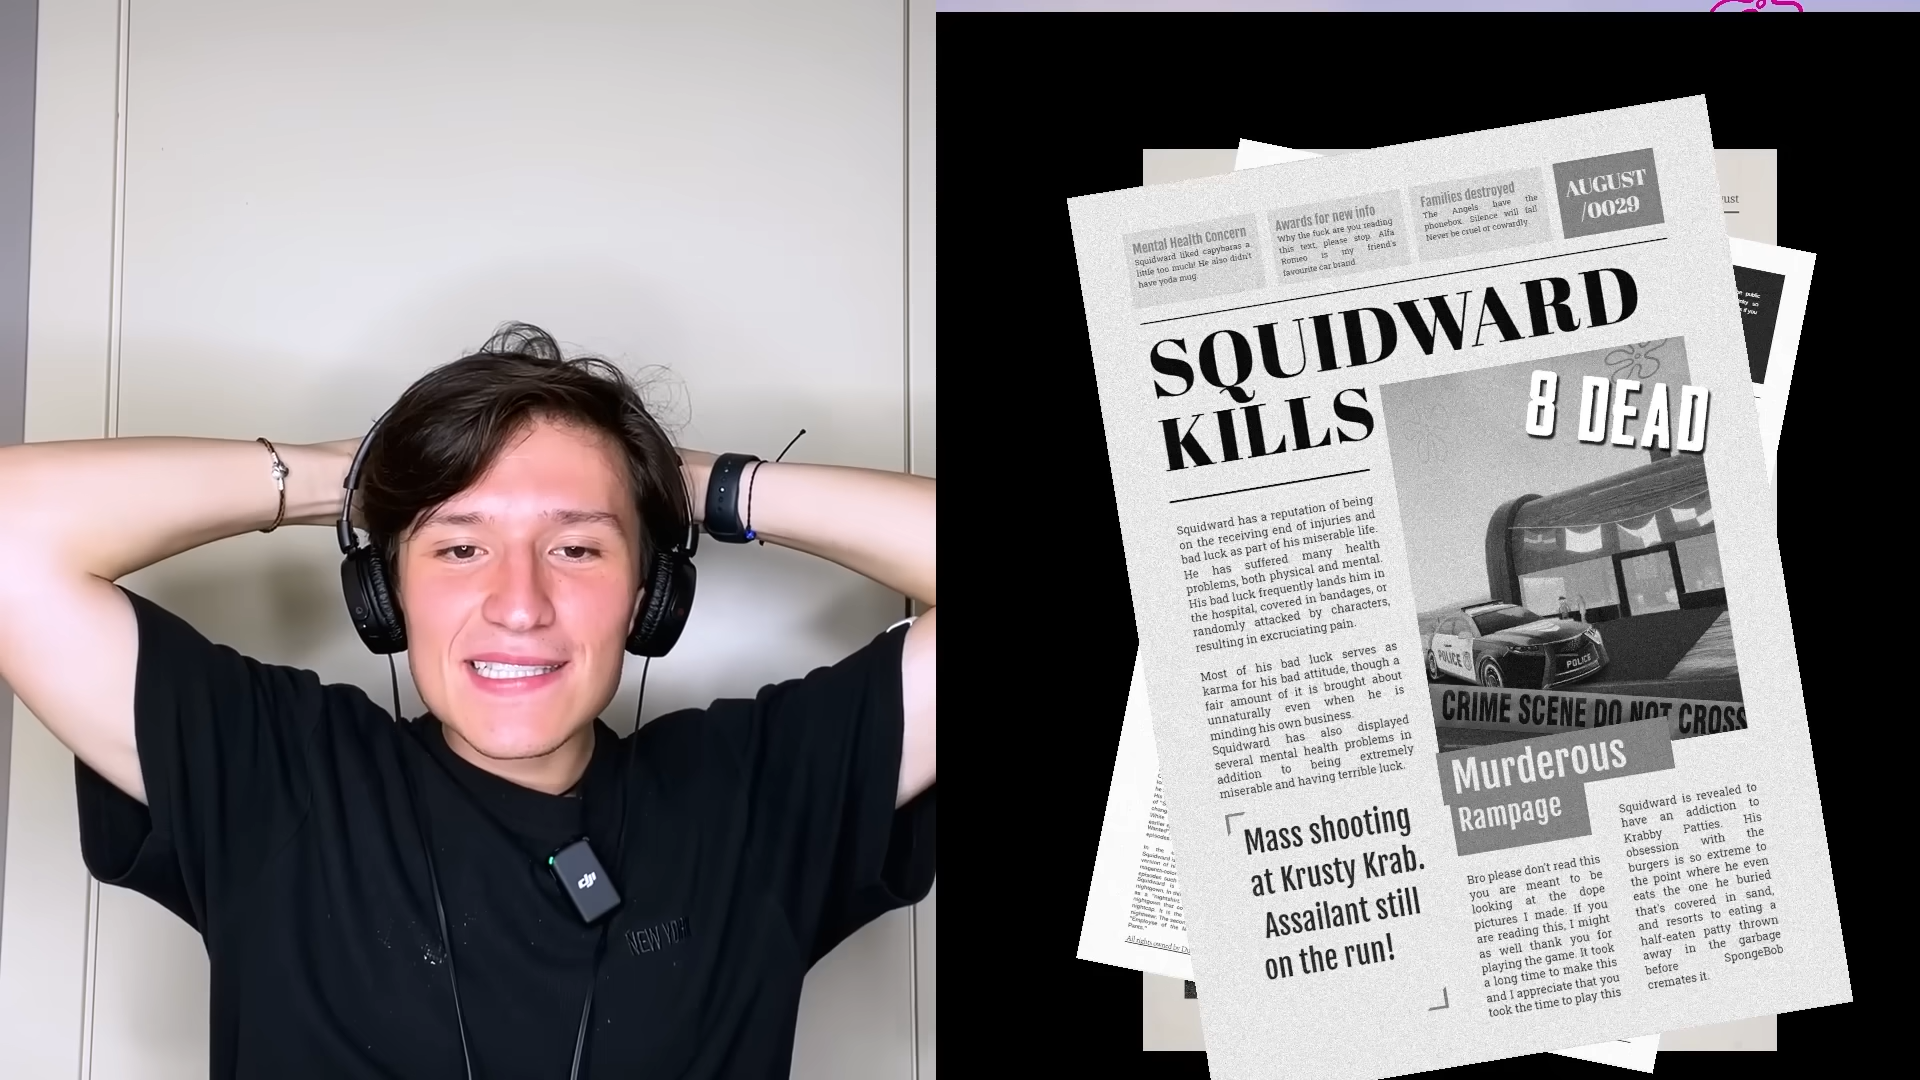 Mental Health Concern
Squidward liked capybaras a
little too much! He also didn't
have yoda mug.
Awards for new info
Why the fuck are you reading
this text, please stop. Alfa
Romeo is my friend's
favourite car brand
Families destroyed
The Angels have the
phonebox. Silence will fall
Never be cruel or cowardly.
AUGUST
/0029
SQUIDWARD
KILLS
8 DEAD
Squidward has a reputation of being
on the receiving end of injuries and
bad luck as part of his miserable life.
He has suffered many health
problems, both physical and mental.
His bad luck frequently lands him in
the hospital, covered in bandages, or
randomly attacked by characters,
resulting in excruciating pain.
Most of his bad luck serves as
karma for his bad attitude, though a
fair amount of it is brought about
unnaturally even when he is
minding his own business.
Squidward has also displayed
several mental health problems in
addition to being extremely
miserable and having terrible luck.
POLICE
POLICE
CRIME SCENE DO NOT CROSS
Murderous
Rampage
Mass shooting
at Krusty Krab.
Assailant still
on the run!
Bro please don't read this
you are meant to be
looking at the dope
pictures I made. If you
are reading this, I might
as well thank you for
playing the game. It took
a long time to make this
and I appreciate that you
took the time to play this
Squidward is revealed to
have an addiction to
Krabby Patties. His
obsession with the
burgers is so extreme to
the point where he even
eats the one he buried
that's covered in sand,
and resorts to eating a
half-eaten patty thrown
away in the garbage
before SpongeBob
cremates it.
All rights owned by
dji
NEW YORK